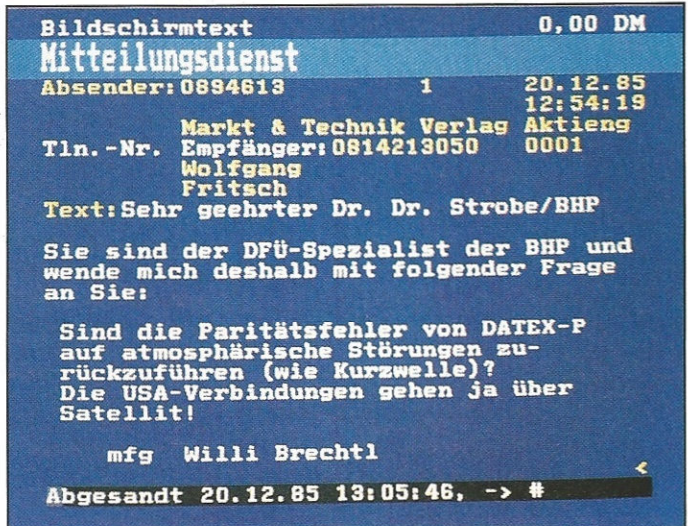 Bildschirmtext 0,00 DM
Mitteilungsdienst
Absender:0894613 1 20.12.85
12:54:19
Markt & Technik Verlag Aktieng
Tln.-Nr. Empfänger:0814213050 0001
Wolfgang
Fritsch
Text:Sehr geehrter Dr. Dr. Strobe/BHP
Sie sind der DFÜ-Spezialist der BHP und
wende mich deshalb mit folgender Frage
an Sie:
Sind die Paritätsfehler von DATEX-P
auf atmosphärische Störungen zu-
rückzuführen (wie Kurzwelle)?
Die USA-Verbindungen gehen ja über
Satellit!
mfg Willi Brechtl
<
Abgesandt 20.12.85 13:05:46, -> #